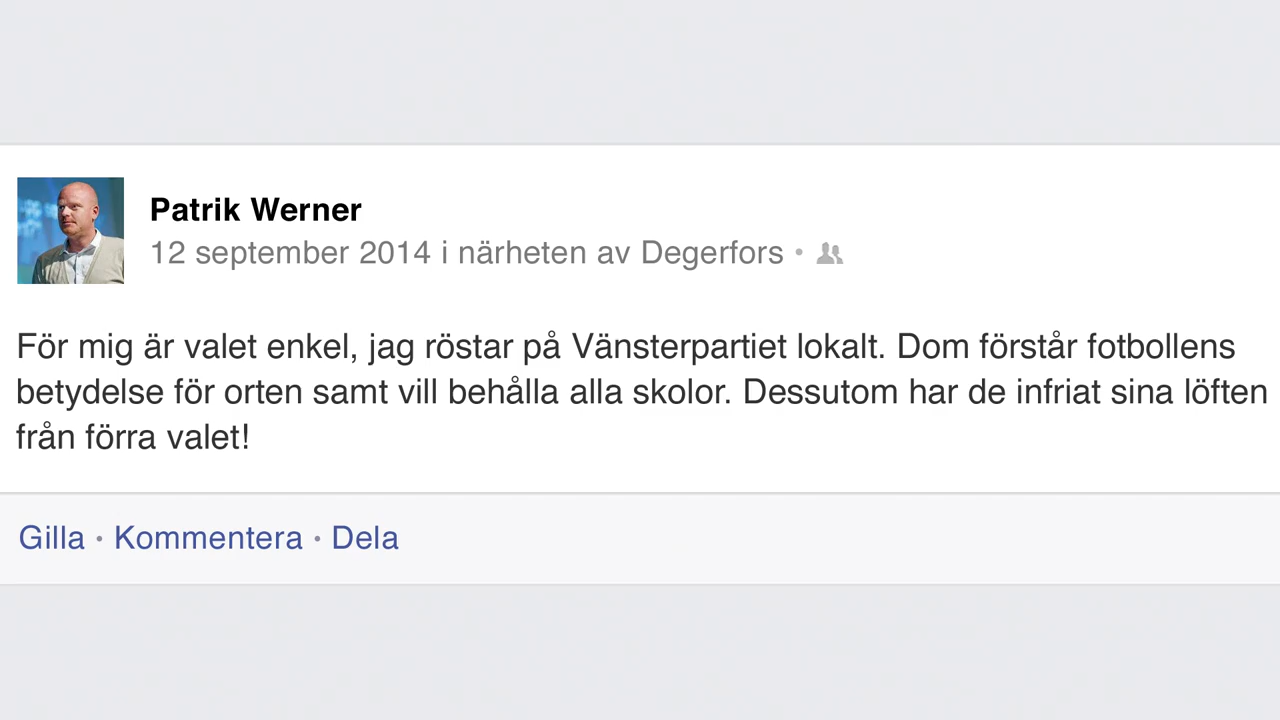 Patrik Werner
12 september 2014 i närheten av Degerfors •
För mig är valet enkel, jag röstar på Vänsterpartiet lokalt. Dom förstår fotbollens
betydelse för orten samt vill behålla alla skolor. Dessutom har de infriat sina löften
från förra valet!
Gilla • Kommentera • Dela